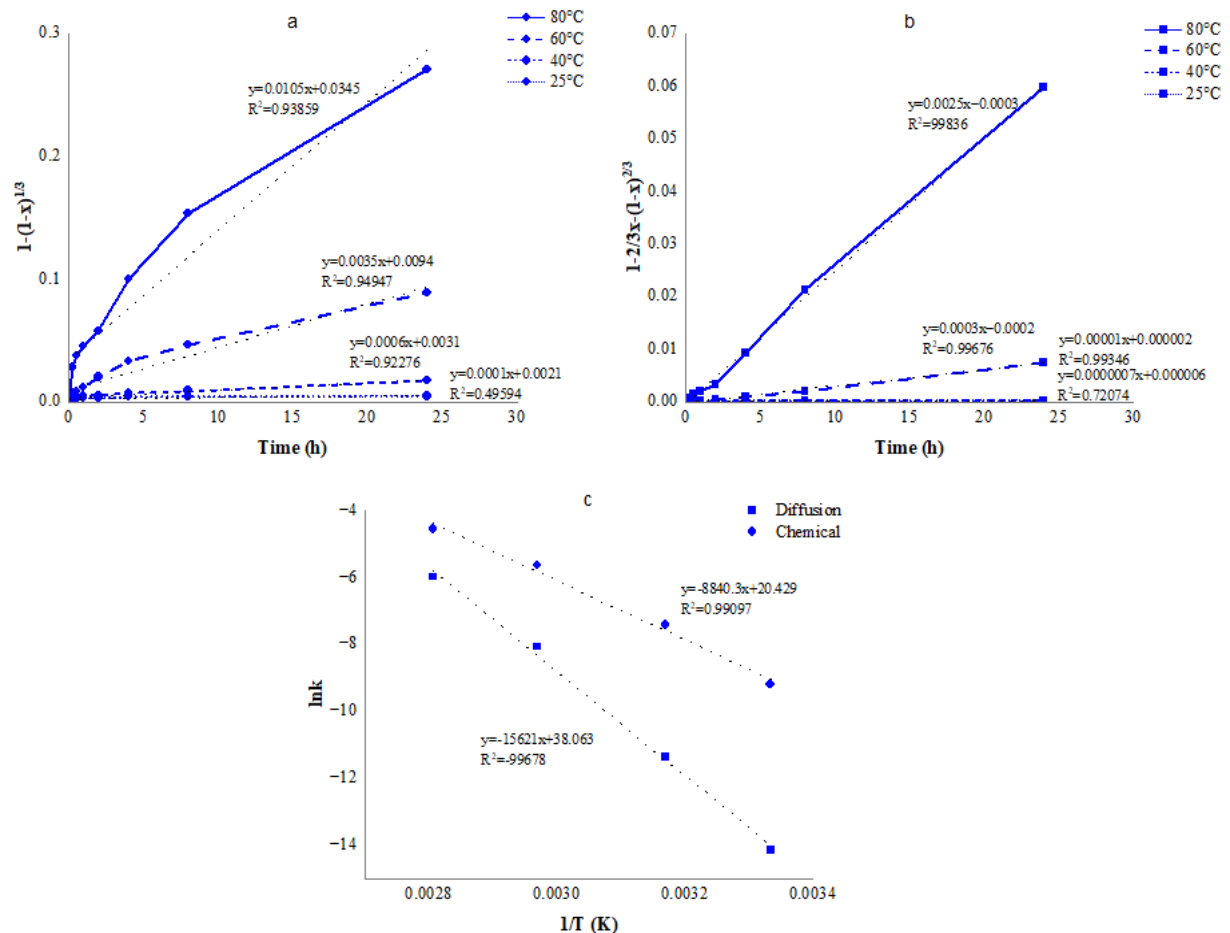 a
80°C
60°C
40°C
25°C
0.3
0.2
0.1
0.0
1-(1-x)^1/3
y=0.0105x+0.0345
R²=0.93859
y=0.0035x+0.0094
R²=0.94947
y=0.0006x+0.0031
R²=0.92276
y=0.0001x+0.0021
R²=0.49594
0 5 10 15 20 25 30
Time (h)
b
80°C
60°C
40°C
25°C
0.07
0.06
0.05
0.04
0.03
0.02
0.01
0.00
1-2/3x-(1-x)^2/3
y=0.0025x−0.0003
R²=99836
y=0.0003x−0.0002
R²=0.99676
y=0.00001x+0.000002
R²=0.99346
y=0.0000007x+0.000006
R²=0.72074
0 5 10 15 20 25 30
Time (h)
c
Diffusion
Chemical
−4
−6
−8
−10
−12
−14
lnk
y=-8840.3x+20.429
R²=0.99097
y=-15621x+38.063
R²=-99678
0.0028 0.0030 0.0032 0.0034
1/T (K)